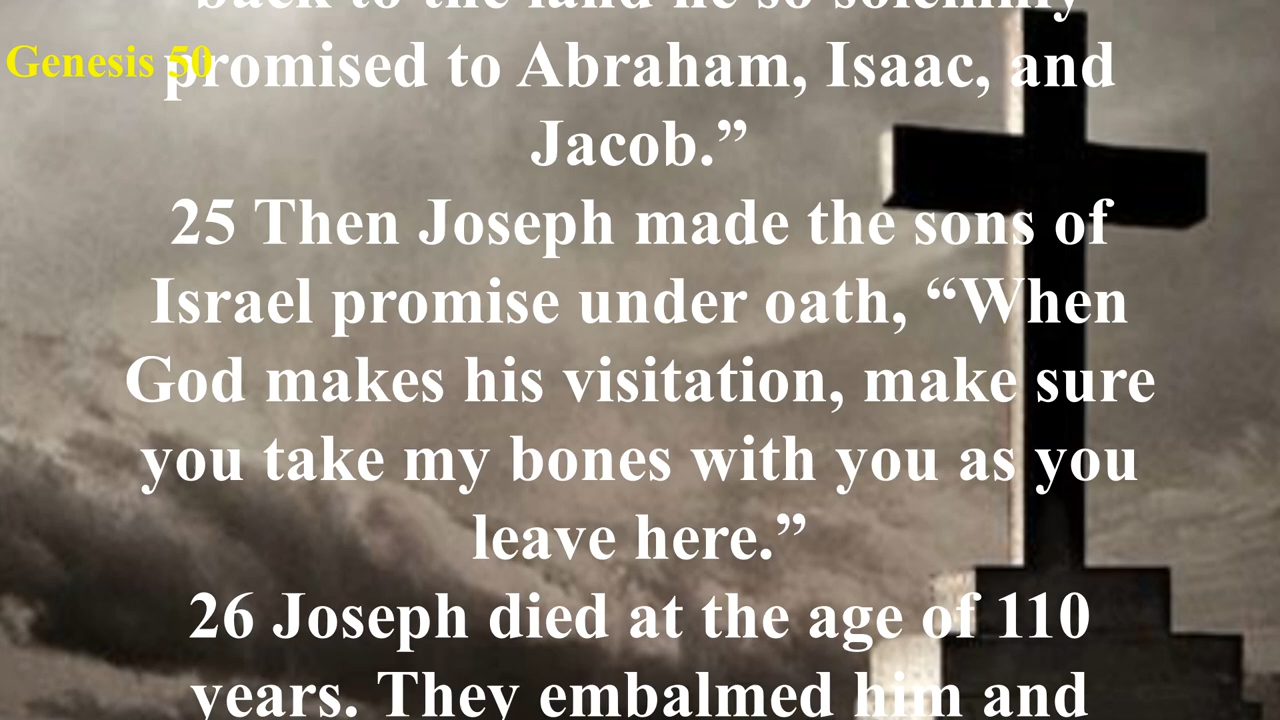 back to the land he so solemnly
Genesis 50
promised to Abraham, Isaac, and
Jacob.”
25 Then Joseph made the sons of
Israel promise under oath, “When
God makes his visitation, make sure
you take my bones with you as you
leave here.”
26 Joseph died at the age of 110
years. They embalmed him and